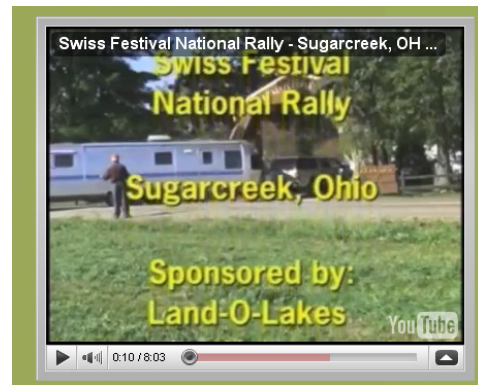 Swiss Festival National Rally - Sugarcreek, OH ...
Swiss Festival
National Rally
Sugarcreek, Ohio
Sponsored by:
Land-O-Lakes
YouTube
0:10 / 8:03